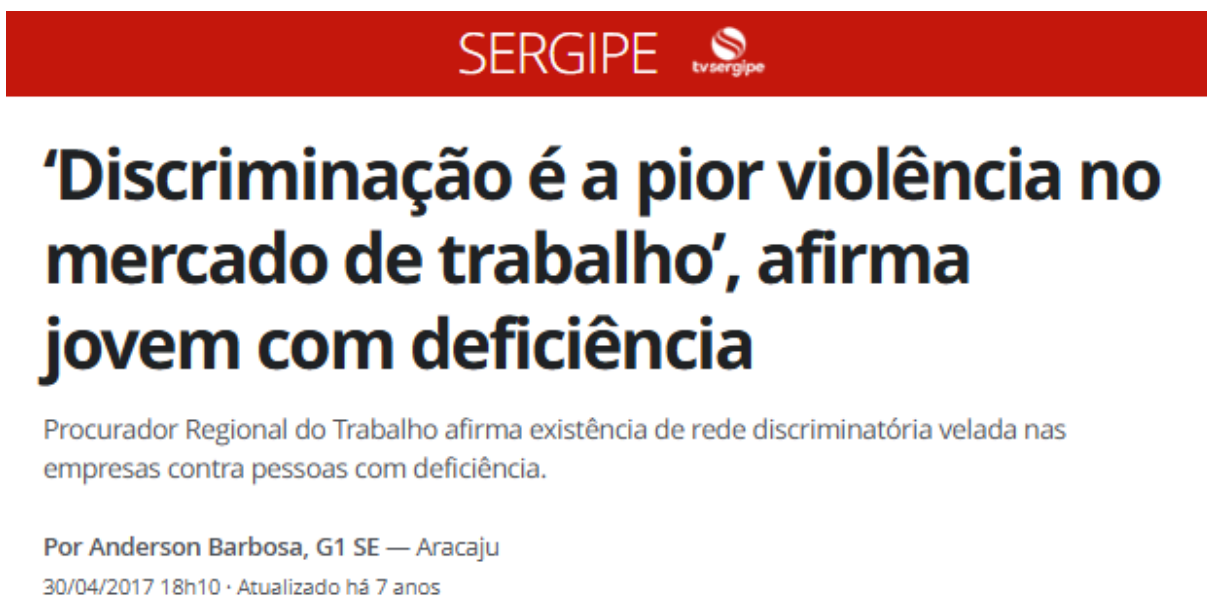 SERGIPE tvsergipe
‘Discriminação é a pior violência no
mercado de trabalho’, afirma
jovem com deficiência
Procurador Regional do Trabalho afirma existência de rede discriminatória velada nas
empresas contra pessoas com deficiência.
Por Anderson Barbosa, G1 SE — Aracaju
30/04/2017 18h10 · Atualizado há 7 anos